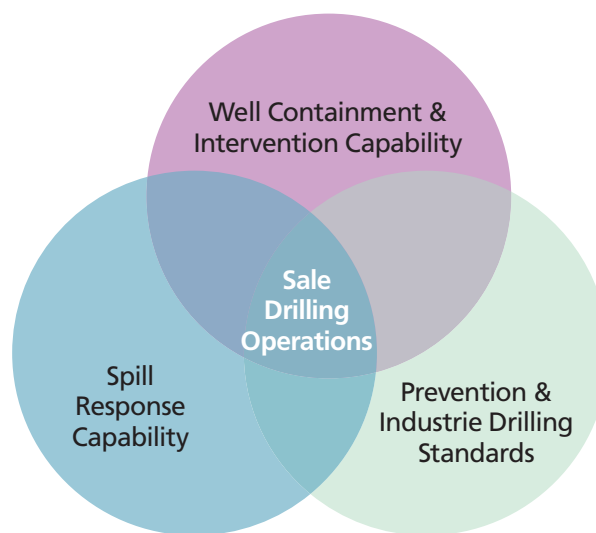 Well Containment &
Intervention Capability
Sale
Drilling
Operations
Spill
Response
Capability
Prevention &
Industrie Drilling
Standards